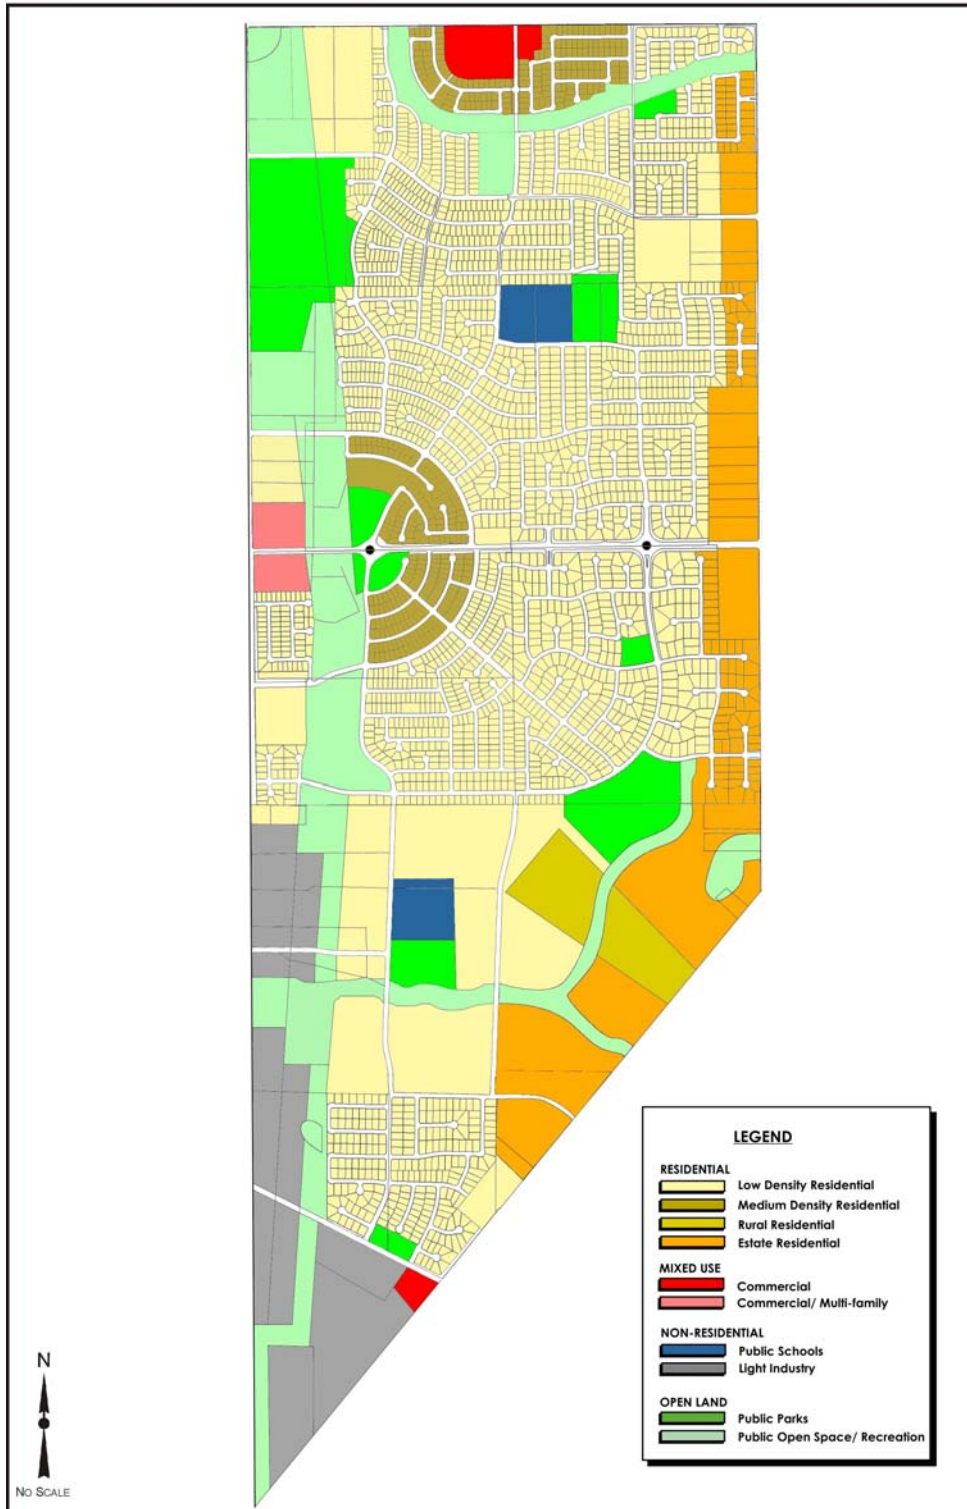 LEGEND
RESIDENTIAL
Low Density Residential
Medium Density Residential
Rural Residential
Estate Residential
MIXED USE
Commercial
Commercial/ Multi-family
NON-RESIDENTIAL
Public Schools
Light Industry
OPEN LAND
Public Parks
Public Open Space/ Recreation
N
NO SCALE